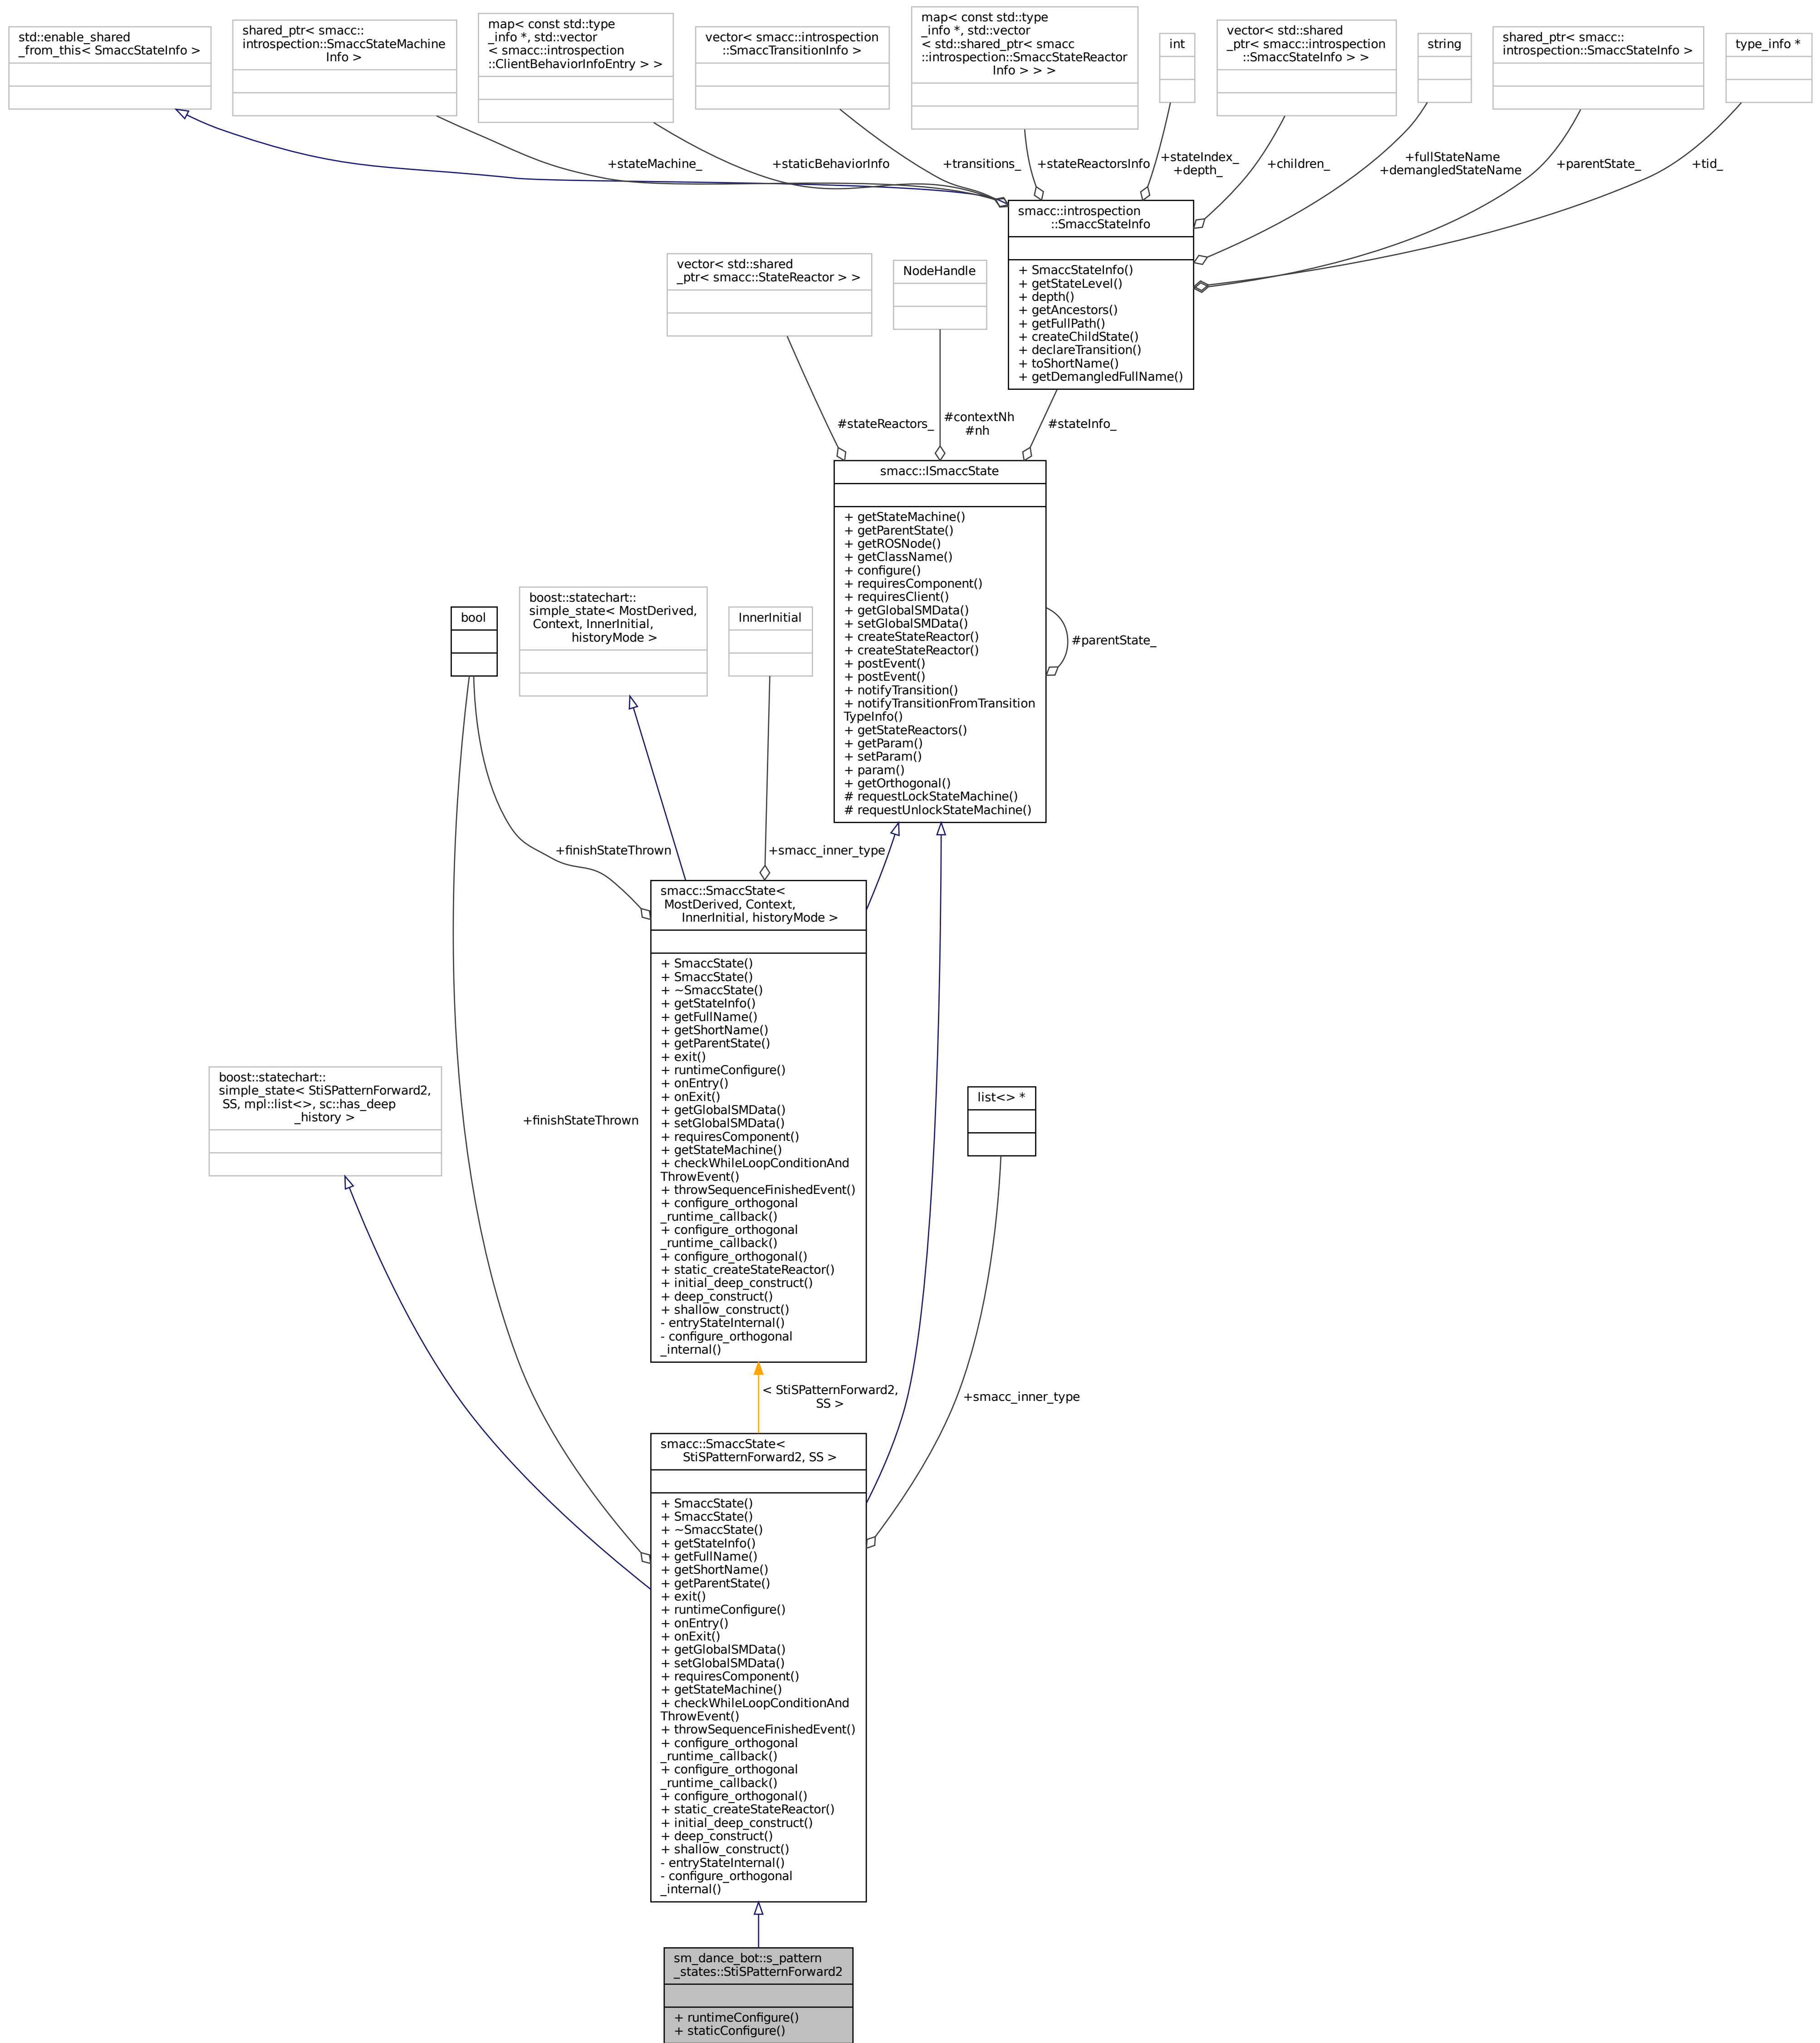 std::enable_shared
_from_this< SmaccStateInfo >
shared_ptr< smacc::
introspection::SmaccStateMachine
Info >
map< const std::type
_info *, std::vector
< smacc::introspection
::ClientBehaviorInfoEntry > >
vector< smacc::introspection
::SmaccTransitionInfo >
map< const std::type
_info *, std::vector
< std::shared_ptr< smacc
::introspection::SmaccStateReactor
Info > > >
int
vector< std::shared
_ptr< smacc::introspection
::SmaccStateInfo > >
string
shared_ptr< smacc::
introspection::SmaccStateInfo >
type_info *
+stateMachine_
+staticBehaviorInfo
+transitions_
+stateReactorsInfo
+stateIndex_
+depth_
+children_
+fullStateName
+demangledStateName
+parentState_
+tid_
smacc::introspection
::SmaccStateInfo
+ SmaccStateInfo()
+ getStateLevel()
+ depth()
+ getAncestors()
+ getFullPath()
+ createChildState()
+ declareTransition()
+ toShortName()
+ getDemangledFullName()
vector< std::shared
_ptr< smacc::StateReactor > >
NodeHandle
#stateReactors_
#contextNh
#nh
#stateInfo_
smacc::ISmaccState
+ getStateMachine()
+ getParentState()
+ getROSNode()
+ getClassName()
+ configure()
+ requiresComponent()
+ requiresClient()
+ getGlobalSMData()
+ setGlobalSMData()
+ createStateReactor()
+ createStateReactor()
+ postEvent()
+ postEvent()
+ notifyTransition()
+ notifyTransitionFromTransition
TypeInfo()
+ getStateReactors()
+ getParam()
+ setParam()
+ param()
+ getOrthogonal()
# requestLockStateMachine()
# requestUnlockStateMachine()
#parentState_
bool
boost::statechart::
simple_state< MostDerived,
Context, InnerInitial,
historyMode >
InnerInitial
+finishStateThrown
+smacc_inner_type
smacc::SmaccState<
MostDerived, Context,
InnerInitial, historyMode >
+ SmaccState()
+ SmaccState()
+ ~SmaccState()
+ getStateInfo()
+ getFullName()
+ getShortName()
+ getParentState()
+ exit()
+ runtimeConfigure()
+ onEntry()
+ onExit()
+ getGlobalSMData()
+ setGlobalSMData()
+ requiresComponent()
+ getStateMachine()
+ checkWhileLoopConditionAnd
ThrowEvent()
+ throwSequenceFinishedEvent()
+ configure_orthogonal
_runtime_callback()
+ configure_orthogonal
_runtime_callback()
+ configure_orthogonal()
+ static_createStateReactor()
+ initial_deep_construct()
+ deep_construct()
+ shallow_construct()
- entryStateInternal()
- configure_orthogonal
_internal()
boost::statechart::
simple_state< StiSPatternForward2,
SS, mpl::list<>, sc::has_deep
_history >
+finishStateThrown
list<> *
< StiSPatternForward2,
SS >
+smacc_inner_type
smacc::SmaccState<
StiSPatternForward2, SS >
+ SmaccState()
+ SmaccState()
+ ~SmaccState()
+ getStateInfo()
+ getFullName()
+ getShortName()
+ getParentState()
+ exit()
+ runtimeConfigure()
+ onEntry()
+ onExit()
+ getGlobalSMData()
+ setGlobalSMData()
+ requiresComponent()
+ getStateMachine()
+ checkWhileLoopConditionAnd
ThrowEvent()
+ throwSequenceFinishedEvent()
+ configure_orthogonal
_runtime_callback()
+ configure_orthogonal
_runtime_callback()
+ configure_orthogonal()
+ static_createStateReactor()
+ initial_deep_construct()
+ deep_construct()
+ shallow_construct()
- entryStateInternal()
- configure_orthogonal
_internal()
sm_dance_bot::s_pattern
_states::StiSPatternForward2
+ runtimeConfigure()
+ staticConfigure()